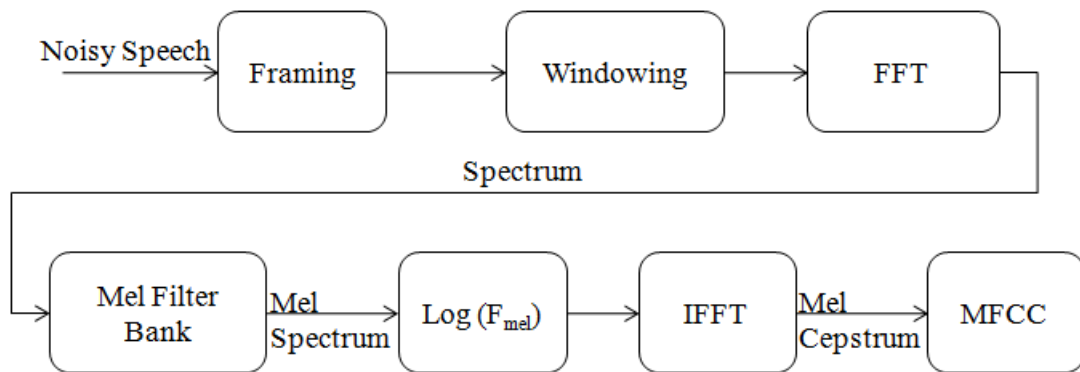 Noisy Speech
Framing
Windowing
FFT
Spectrum
Mel Filter
Bank
Mel
Spectrum
Log (Fmel)
IFFT
Mel
Cepstrum
MFCC